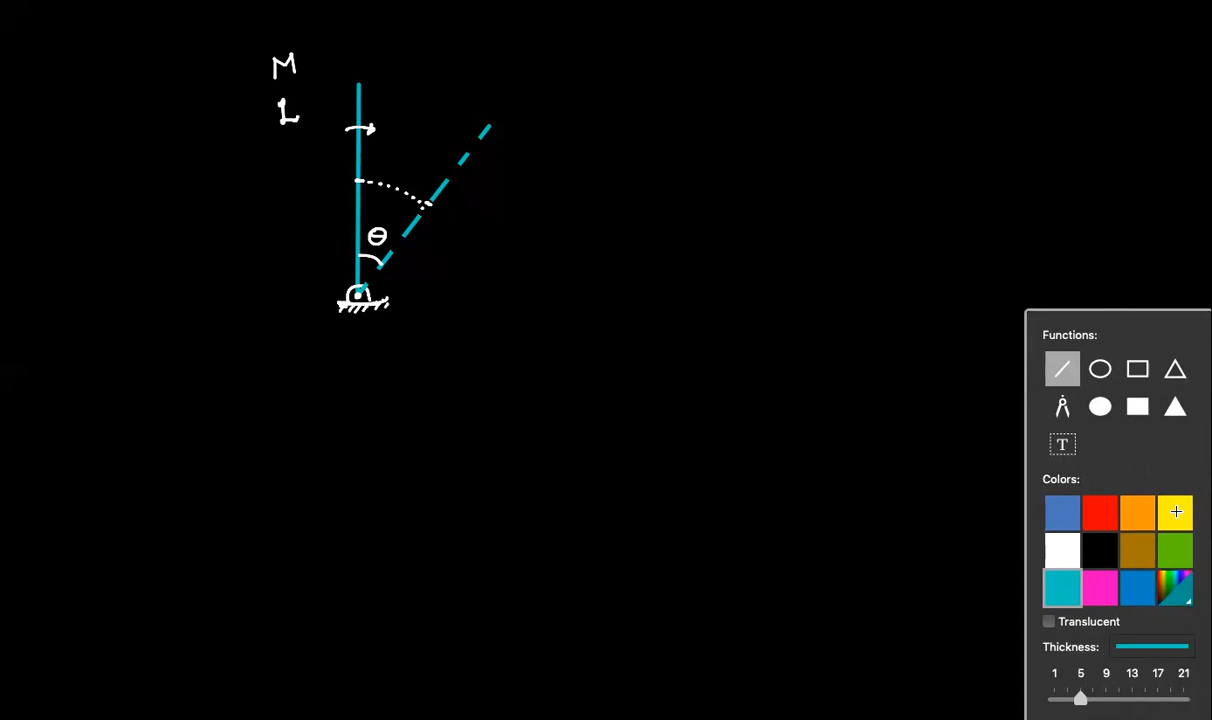 M
L
θ
Functions:
T
Colors:
Translucent
Thickness:
1 5 9 13 17 21